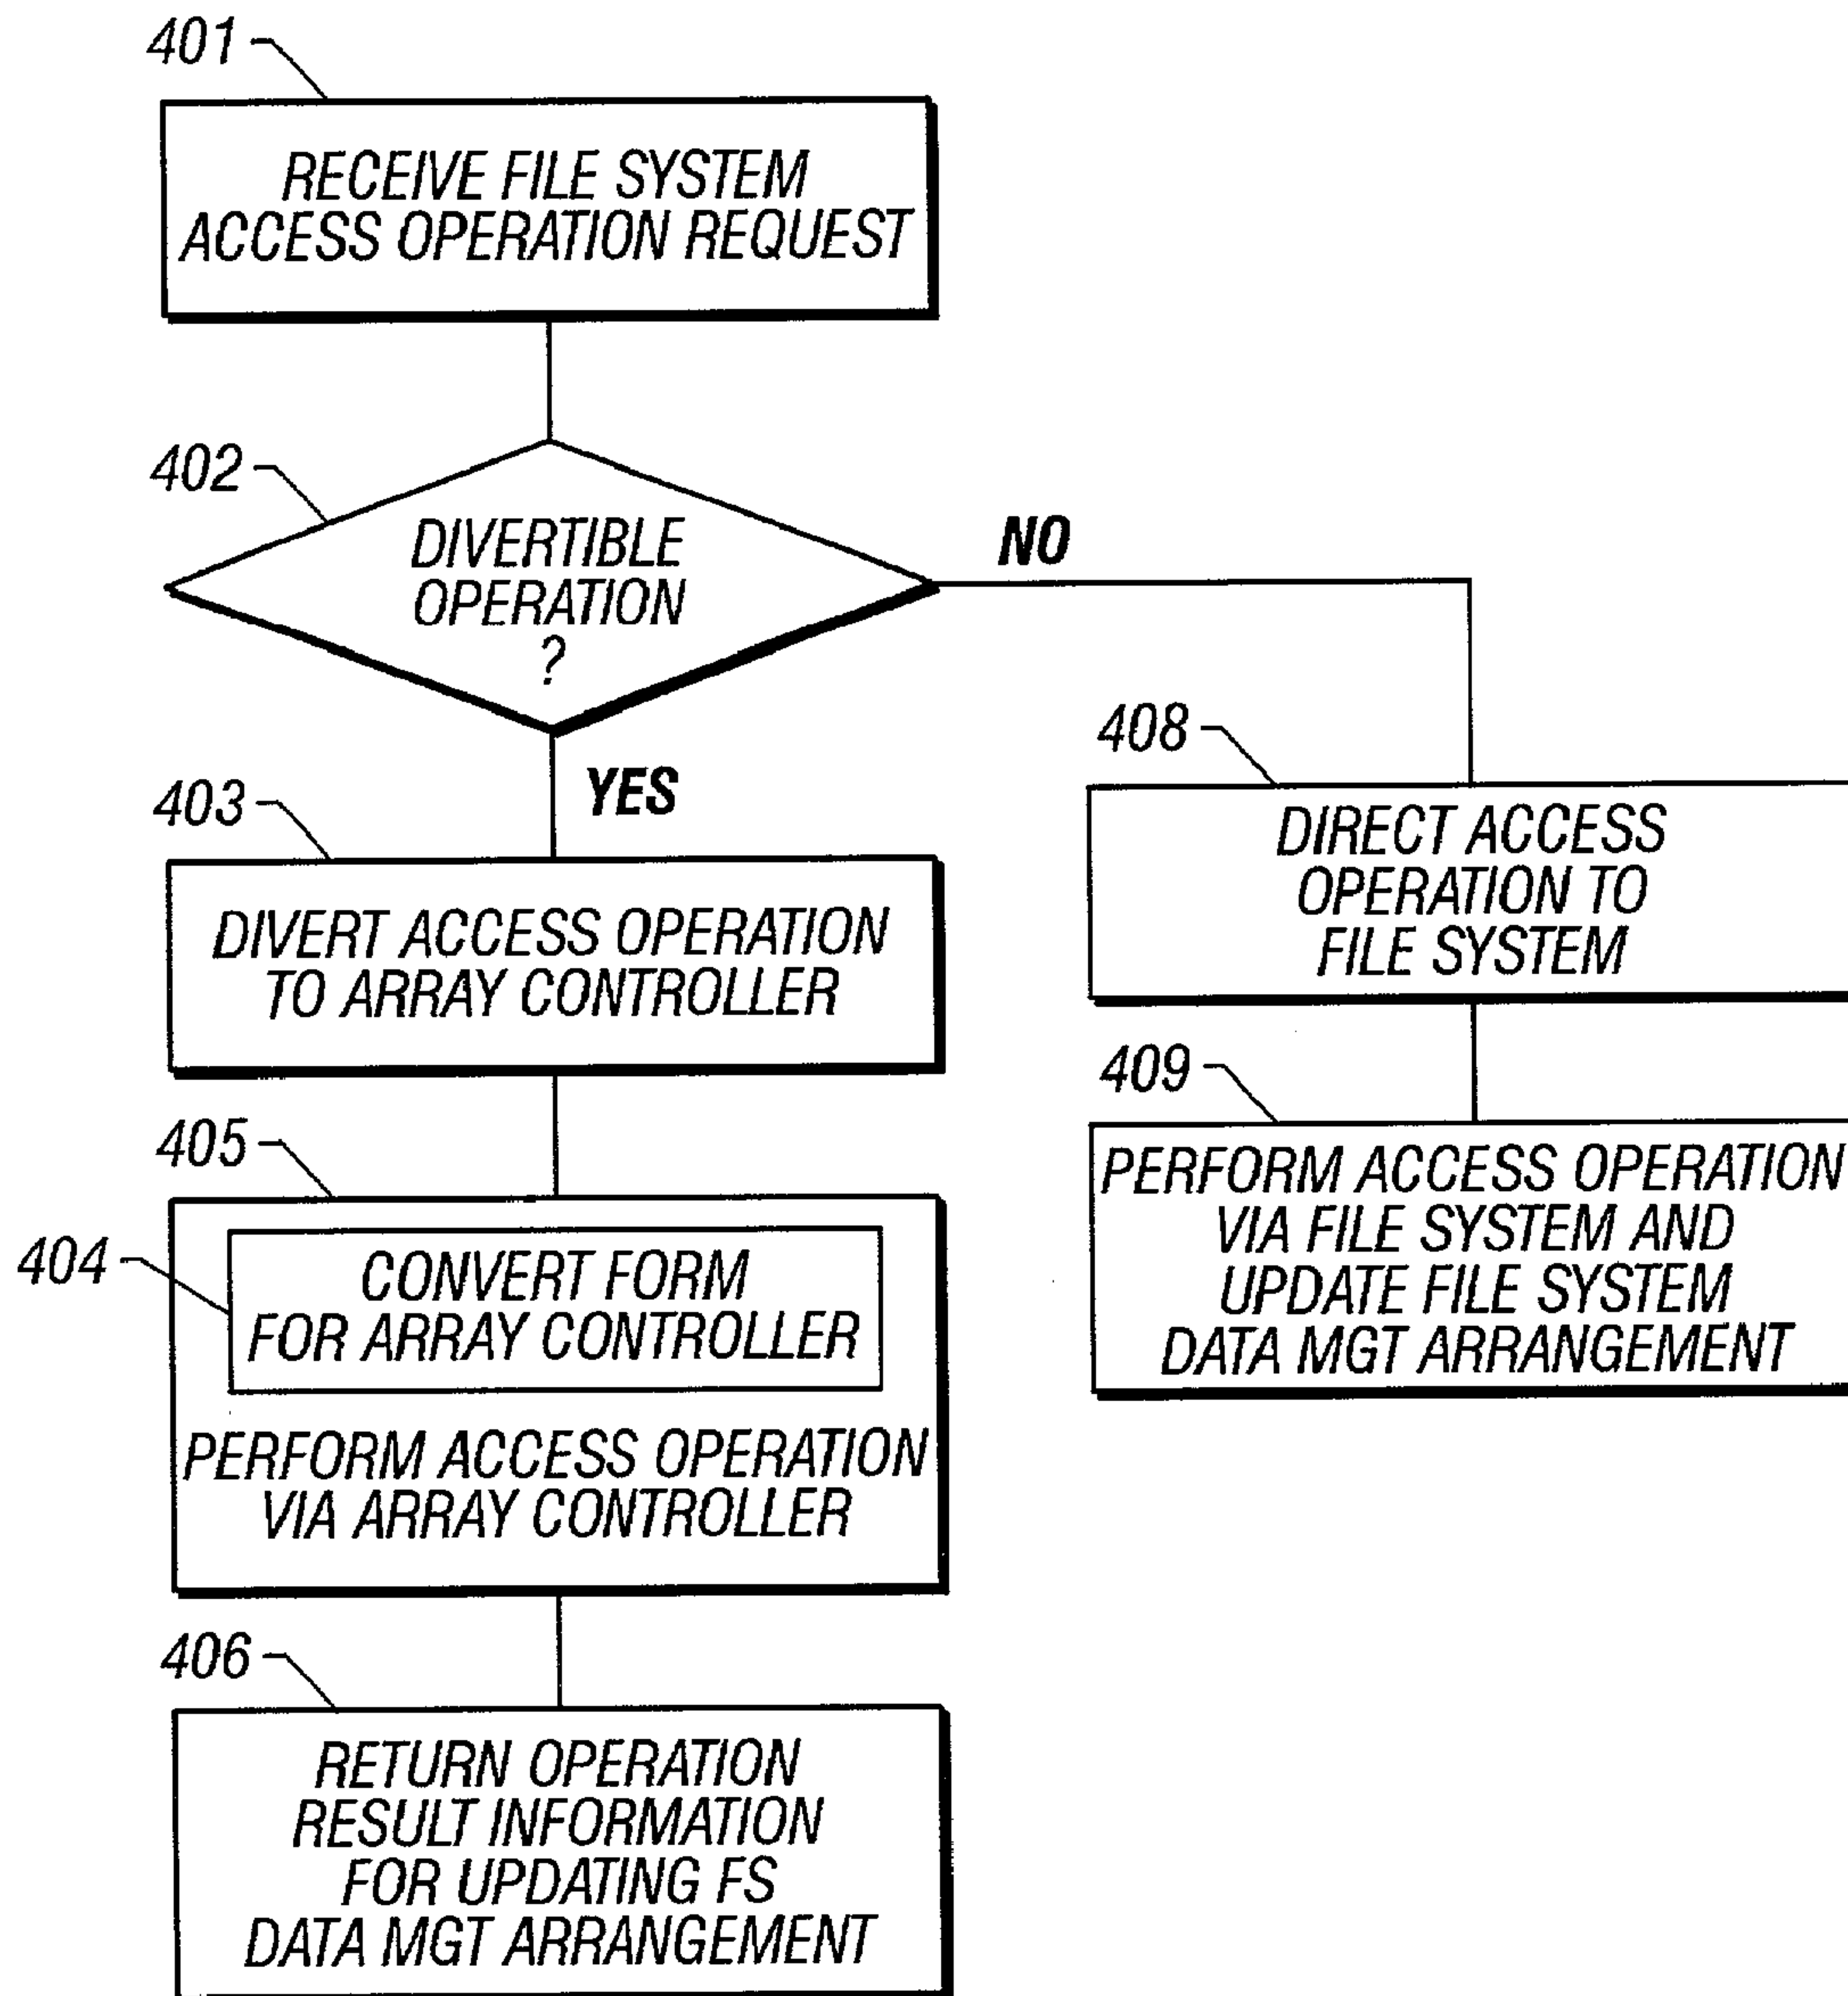 401
RECEIVE FILE SYSTEM
ACCESS OPERATION REQUEST
402
DIVERTIBLE
OPERATION
?
NO
YES
403
DIVERT ACCESS OPERATION
TO ARRAY CONTROLLER
405
404
CONVERT FORM
FOR ARRAY CONTROLLER
PERFORM ACCESS OPERATION
VIA ARRAY CONTROLLER
406
RETURN OPERATION
RESULT INFORMATION
FOR UPDATING FS
DATA MGT ARRANGEMENT
408
DIRECT ACCESS
OPERATION TO
FILE SYSTEM
409
PERFORM ACCESS OPERATION
VIA FILE SYSTEM AND
UPDATE FILE SYSTEM
DATA MGT ARRANGEMENT